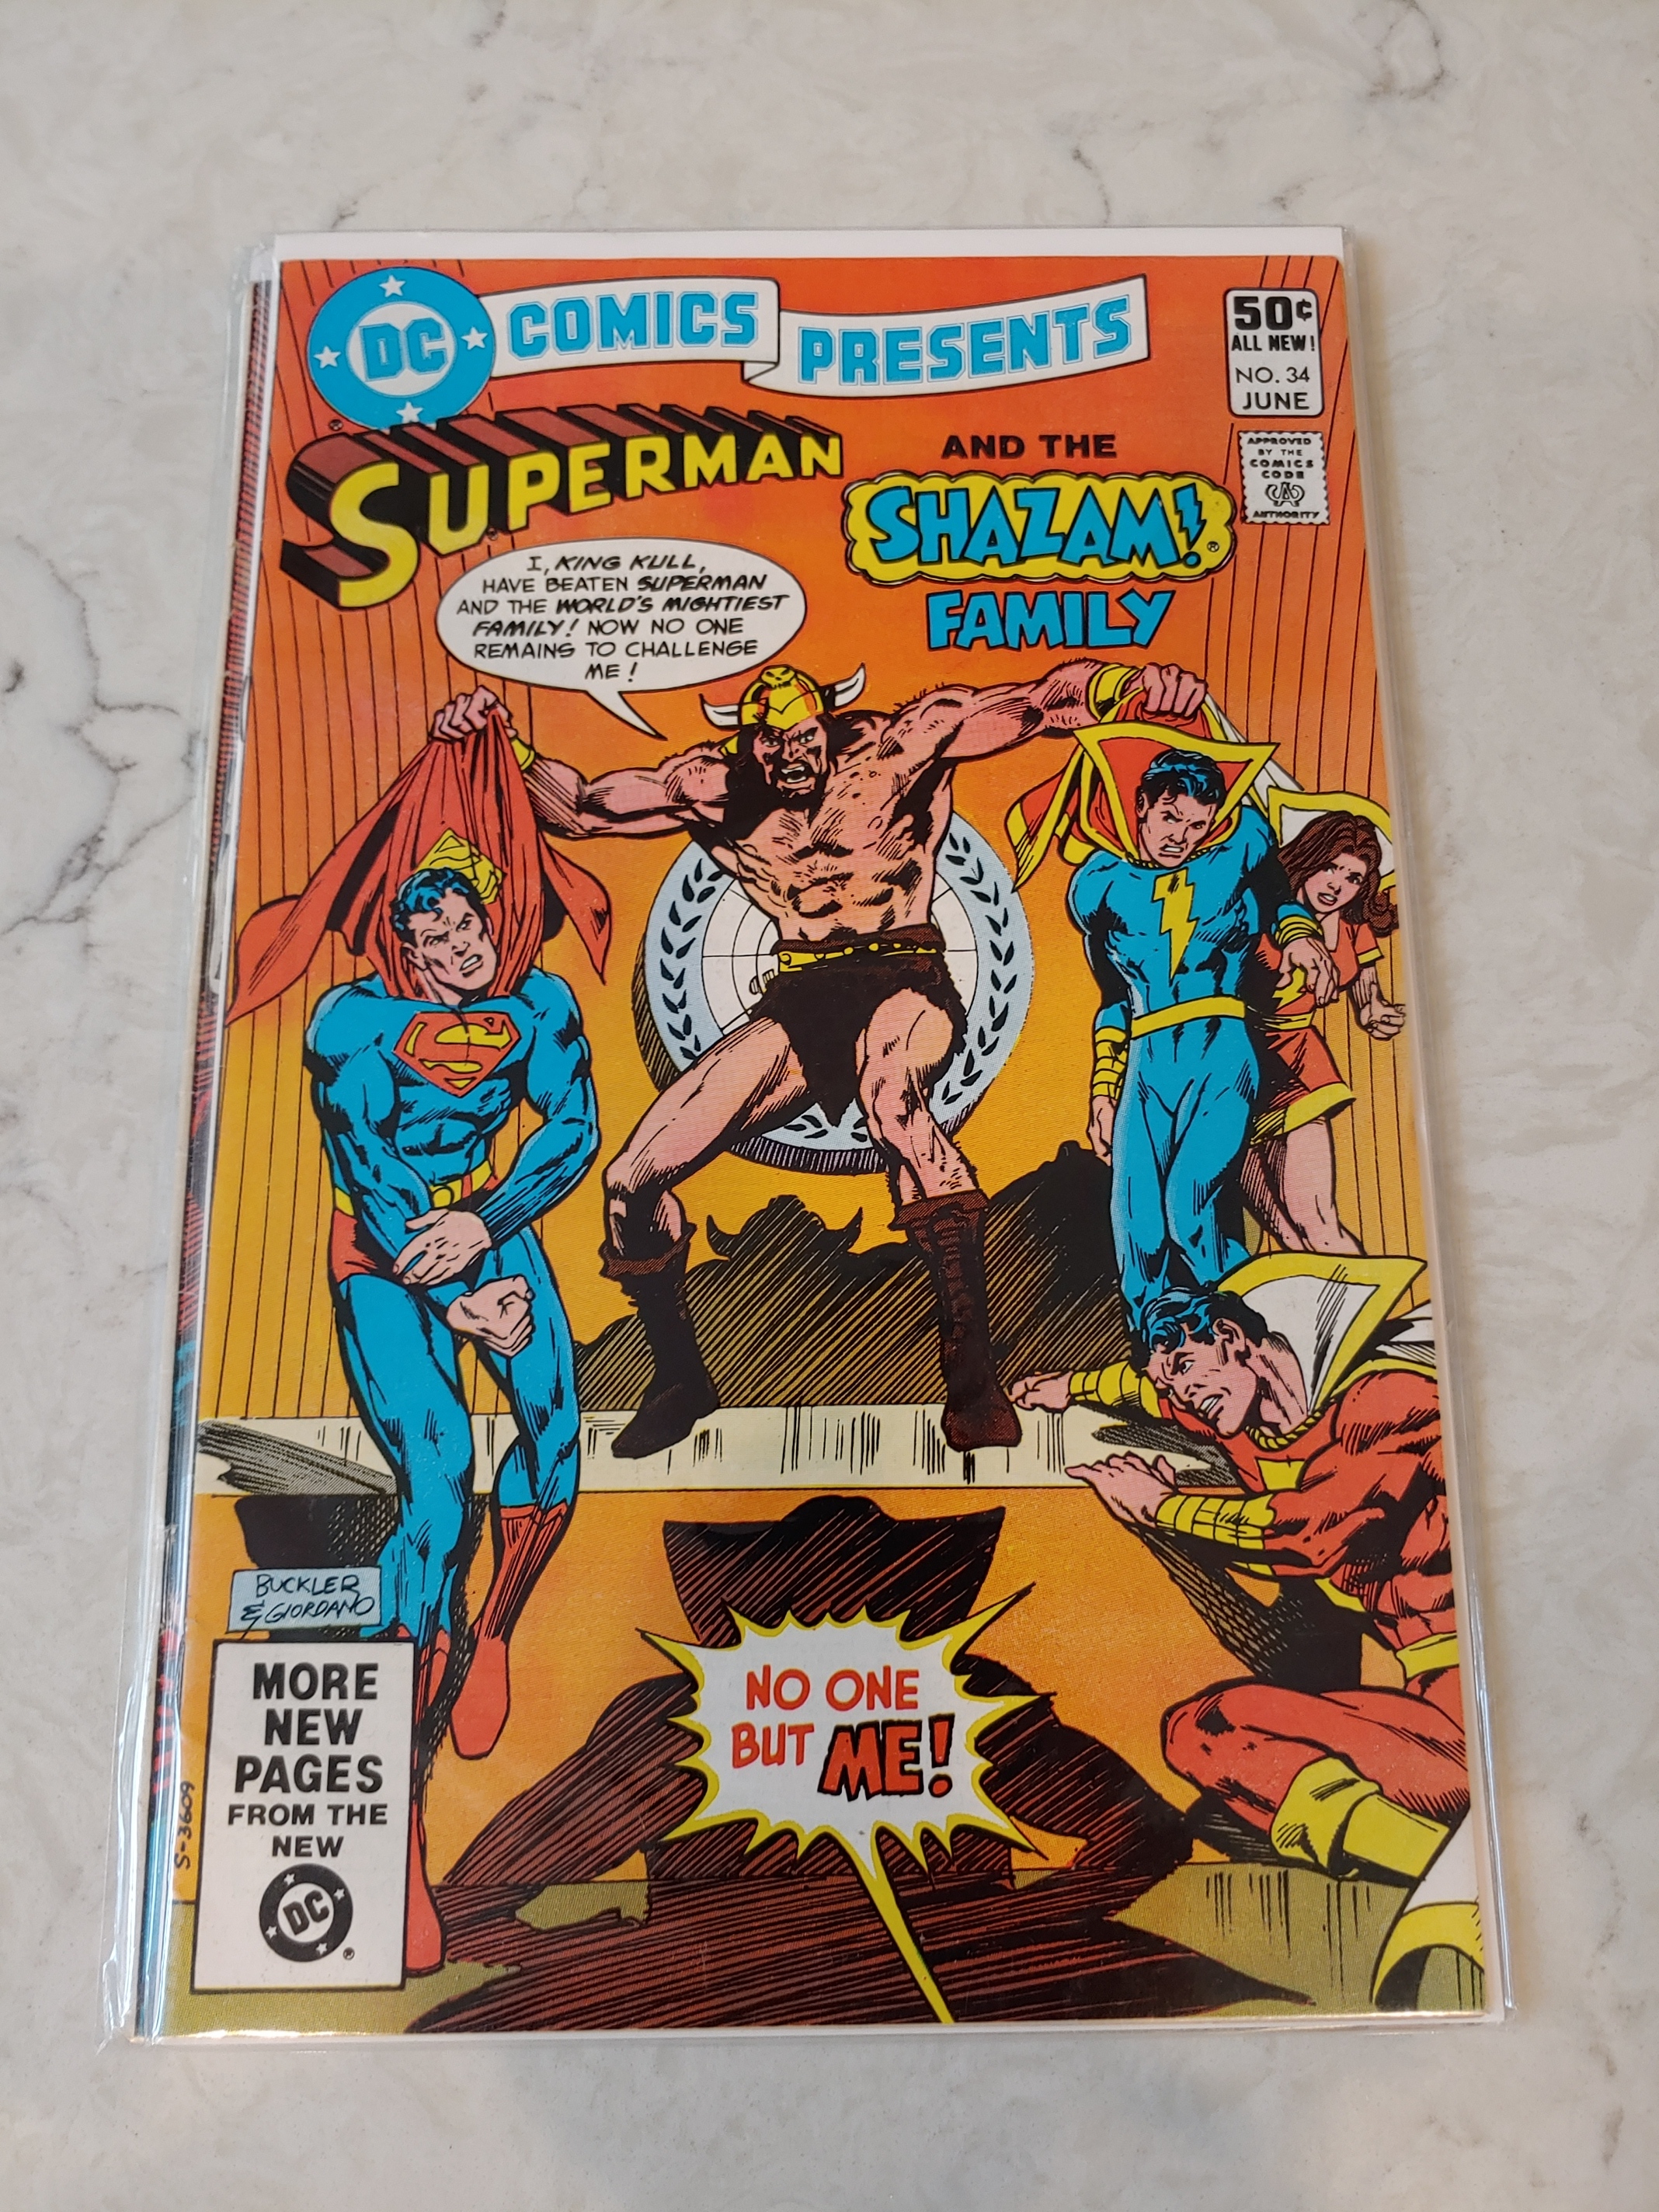 DC COMICS PRESENTS
50¢
ALL NEW!
NO. 34
JUNE
SUPERMAN
AND THE
SHAZAM!®
FAMILY
APPROVED
BY THE
COMICS
CODE
CA
AUTHORITY
I, KING KULL,
HAVE BEATEN SUPERMAN
AND THE WORLD'S MIGHTIEST
FAMILY! NOW NO ONE
REMAINS TO CHALLENGE
ME!
S
BUCKLER
& GIORDANO
NO ONE
BUT ME!
MORE
NEW
PAGES
FROM THE
NEW
DC®
S-3609